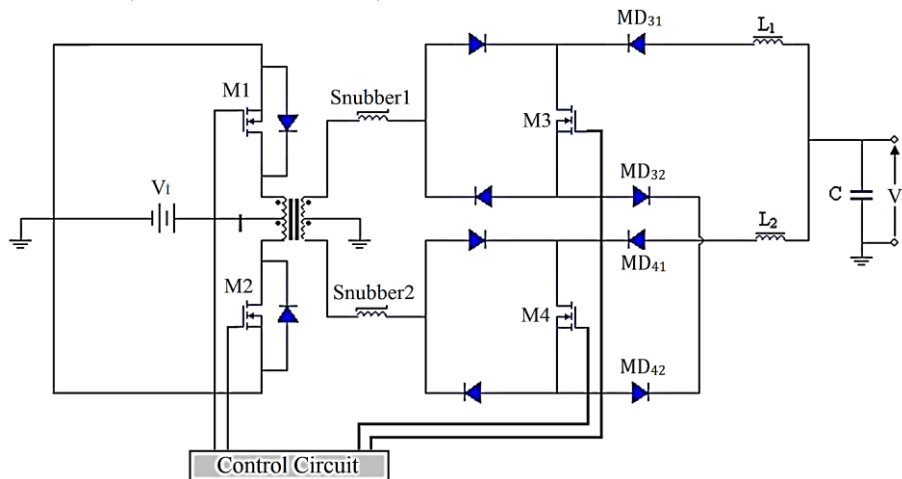 MD₃₁
L₁
M1
Snubber1
M3
MD₃₂
V₁
C
V
L₂
MD₄₁
M2
Snubber2
M4
MD₄₂
Control Circuit